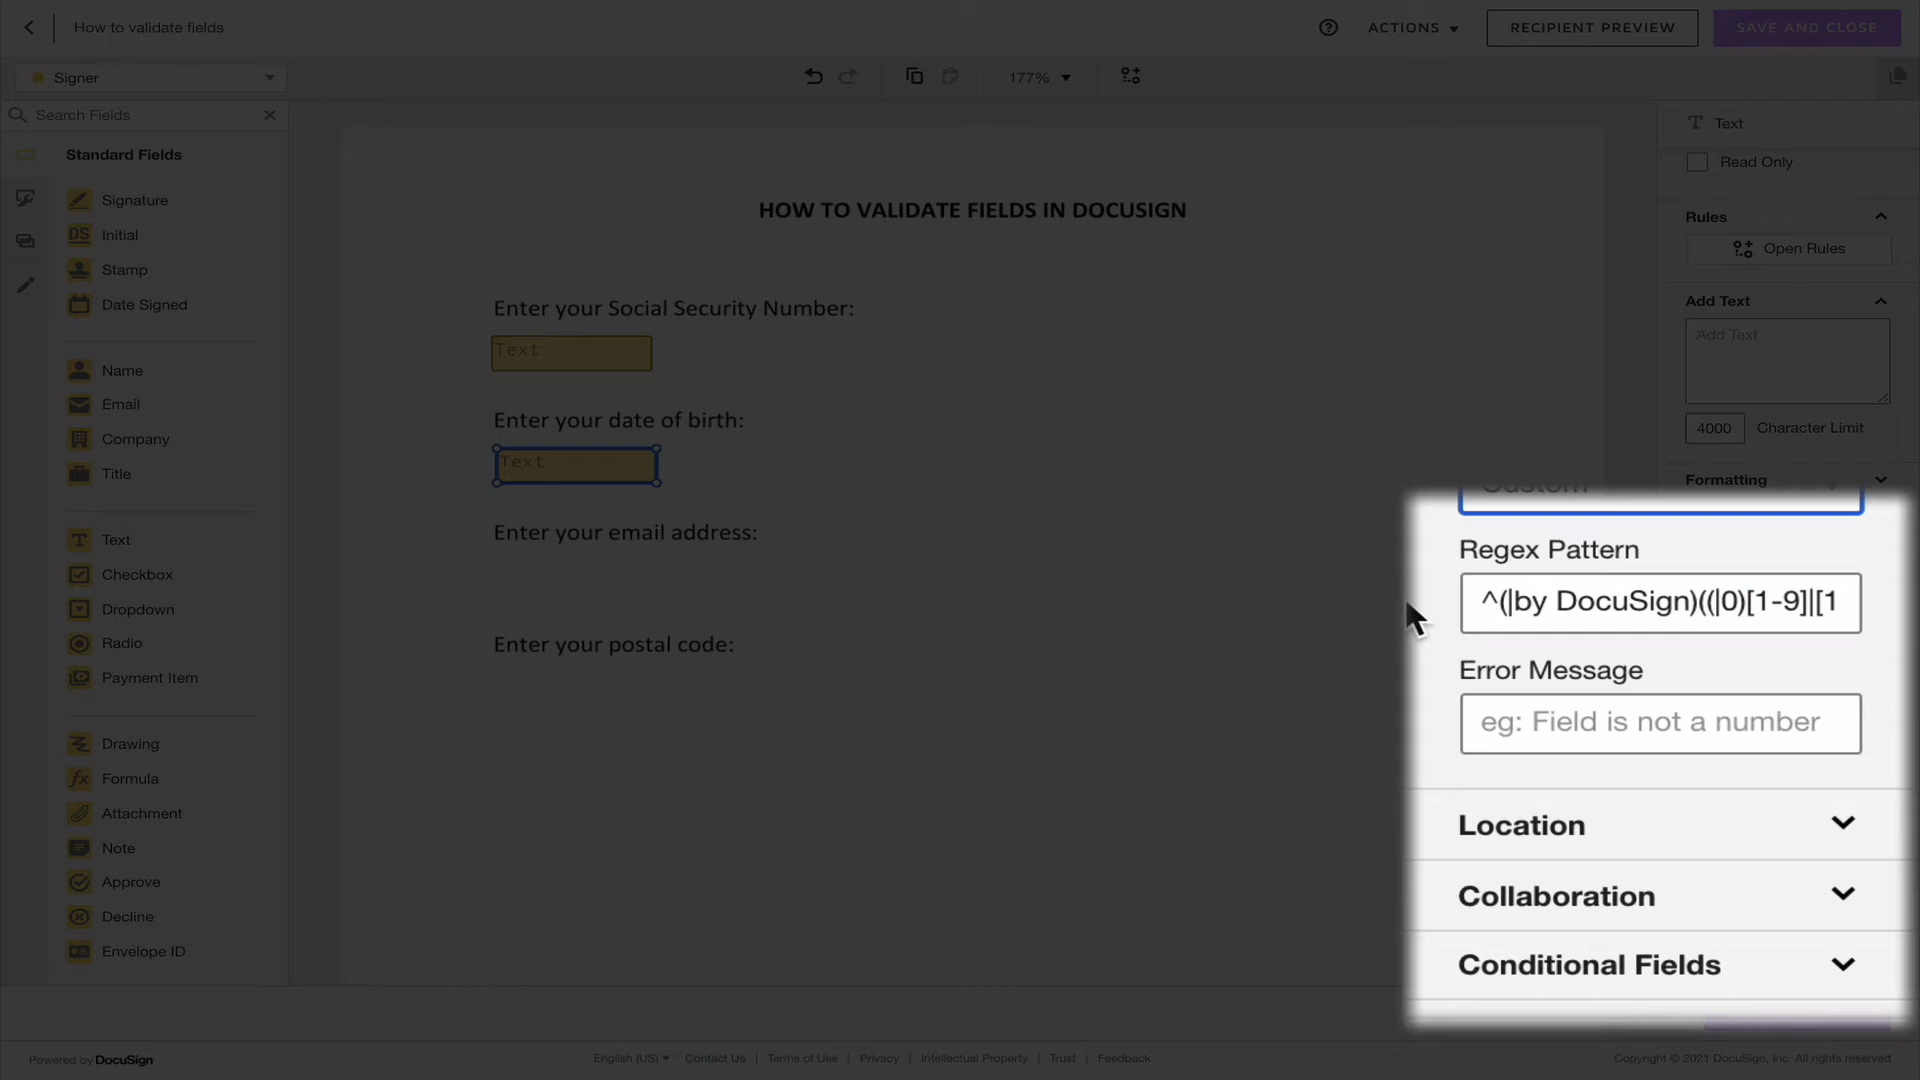 How to validate fields
ACTIONS
RECIPIENT PREVIEW
SAVE AND CLOSE
Signer
177%
Search Fields
Standard Fields
Signature
DS Initial
Stamp
Date Signed
Name
Email
Company
Title
Text
Checkbox
Dropdown
Radio
Payment Item
Drawing
Formula
Attachment
Note
Approve
Decline
Envelope ID
HOW TO VALIDATE FIELDS IN DOCUSIGN
Enter your Social Security Number:
Text
Enter your date of birth:
Text
Enter your email address:
Enter your postal code:
Text
Read Only
Rules
Open Rules
Add Text
Add Text
4000 Character Limit
Formatting
Custom
Regex Pattern
^(|by DocuSign)((|0)[1-9]|[1
Error Message
eg: Field is not a number
Location
Collaboration
Conditional Fields
Powered by DocuSign
English (US) Contact Us | Terms of Use | Privacy | Intellectual Property | Trust | Feedback
Copyright © 2021 DocuSign, Inc. All rights reserved